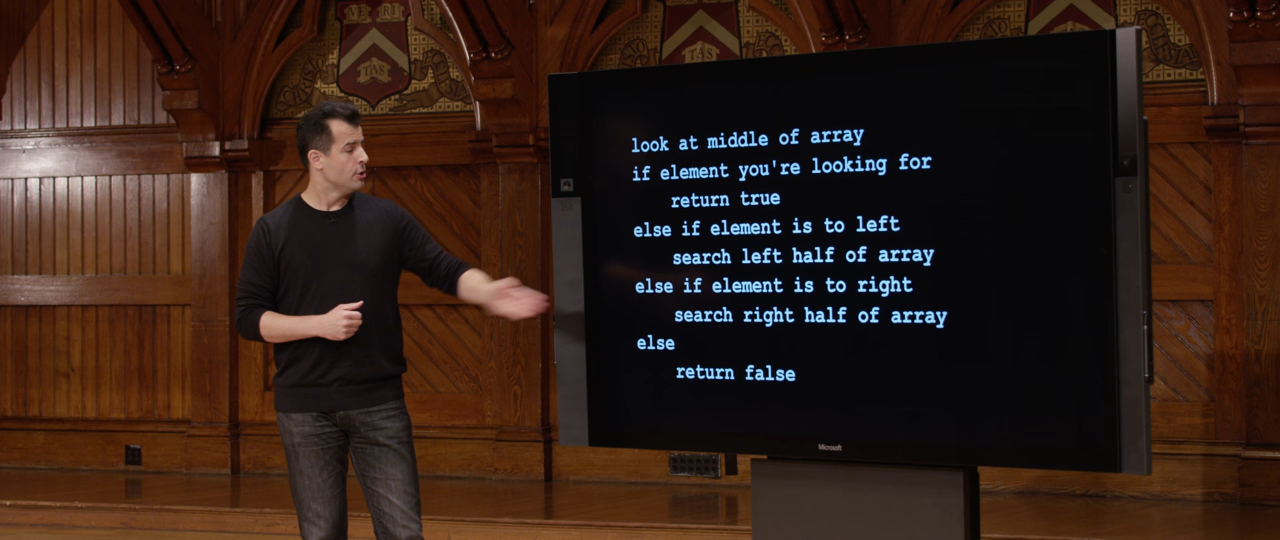 look at middle of array
if element you're looking for
return true
else if element is to left
search left half of array
else if element is to right
search right half of array
else
return false
Microsoft